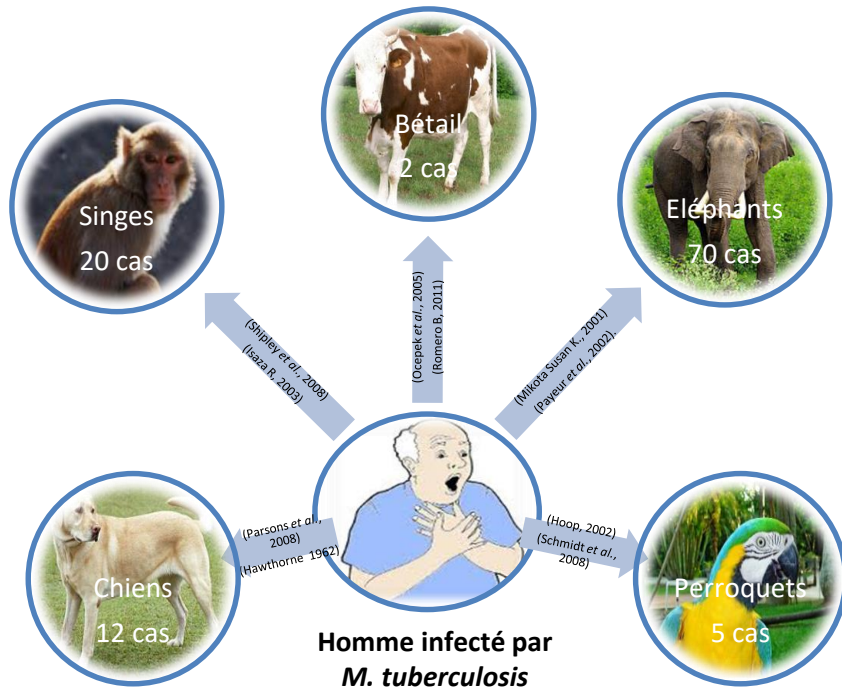 Bétail
2 cas
Singes
20 cas
Eléphants
70 cas
(Shipley et al., 2008)
(Isaza R, 2003)
(Ocepek et al., 2005)
(Romero B, 2011)
(Mikota Susan K., 2001)
(Payeur et al., 2002).
(Parsons et al.,
2008)
(Hawthorne 1962)
(Hoop, 2002)
(Schmidt et al.,
2008)
Chiens
12 cas
Perroquets
5 cas
Homme infecté par
M. tuberculosis